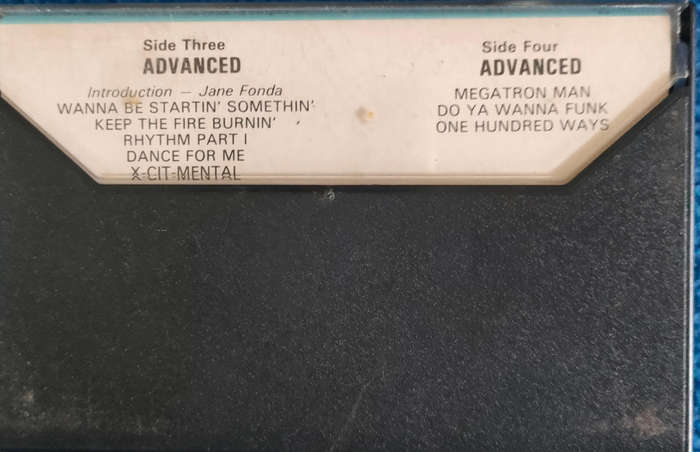 Side Three
ADVANCED
Introduction — Jane Fonda
WANNA BE STARTIN' SOMETHIN'
KEEP THE FIRE BURNIN'
RHYTHM PART I
DANCE FOR ME
X-CIT-MENTAL
Side Four
ADVANCED
MEGATRON MAN
DO YA WANNA FUNK
ONE HUNDRED WAYS